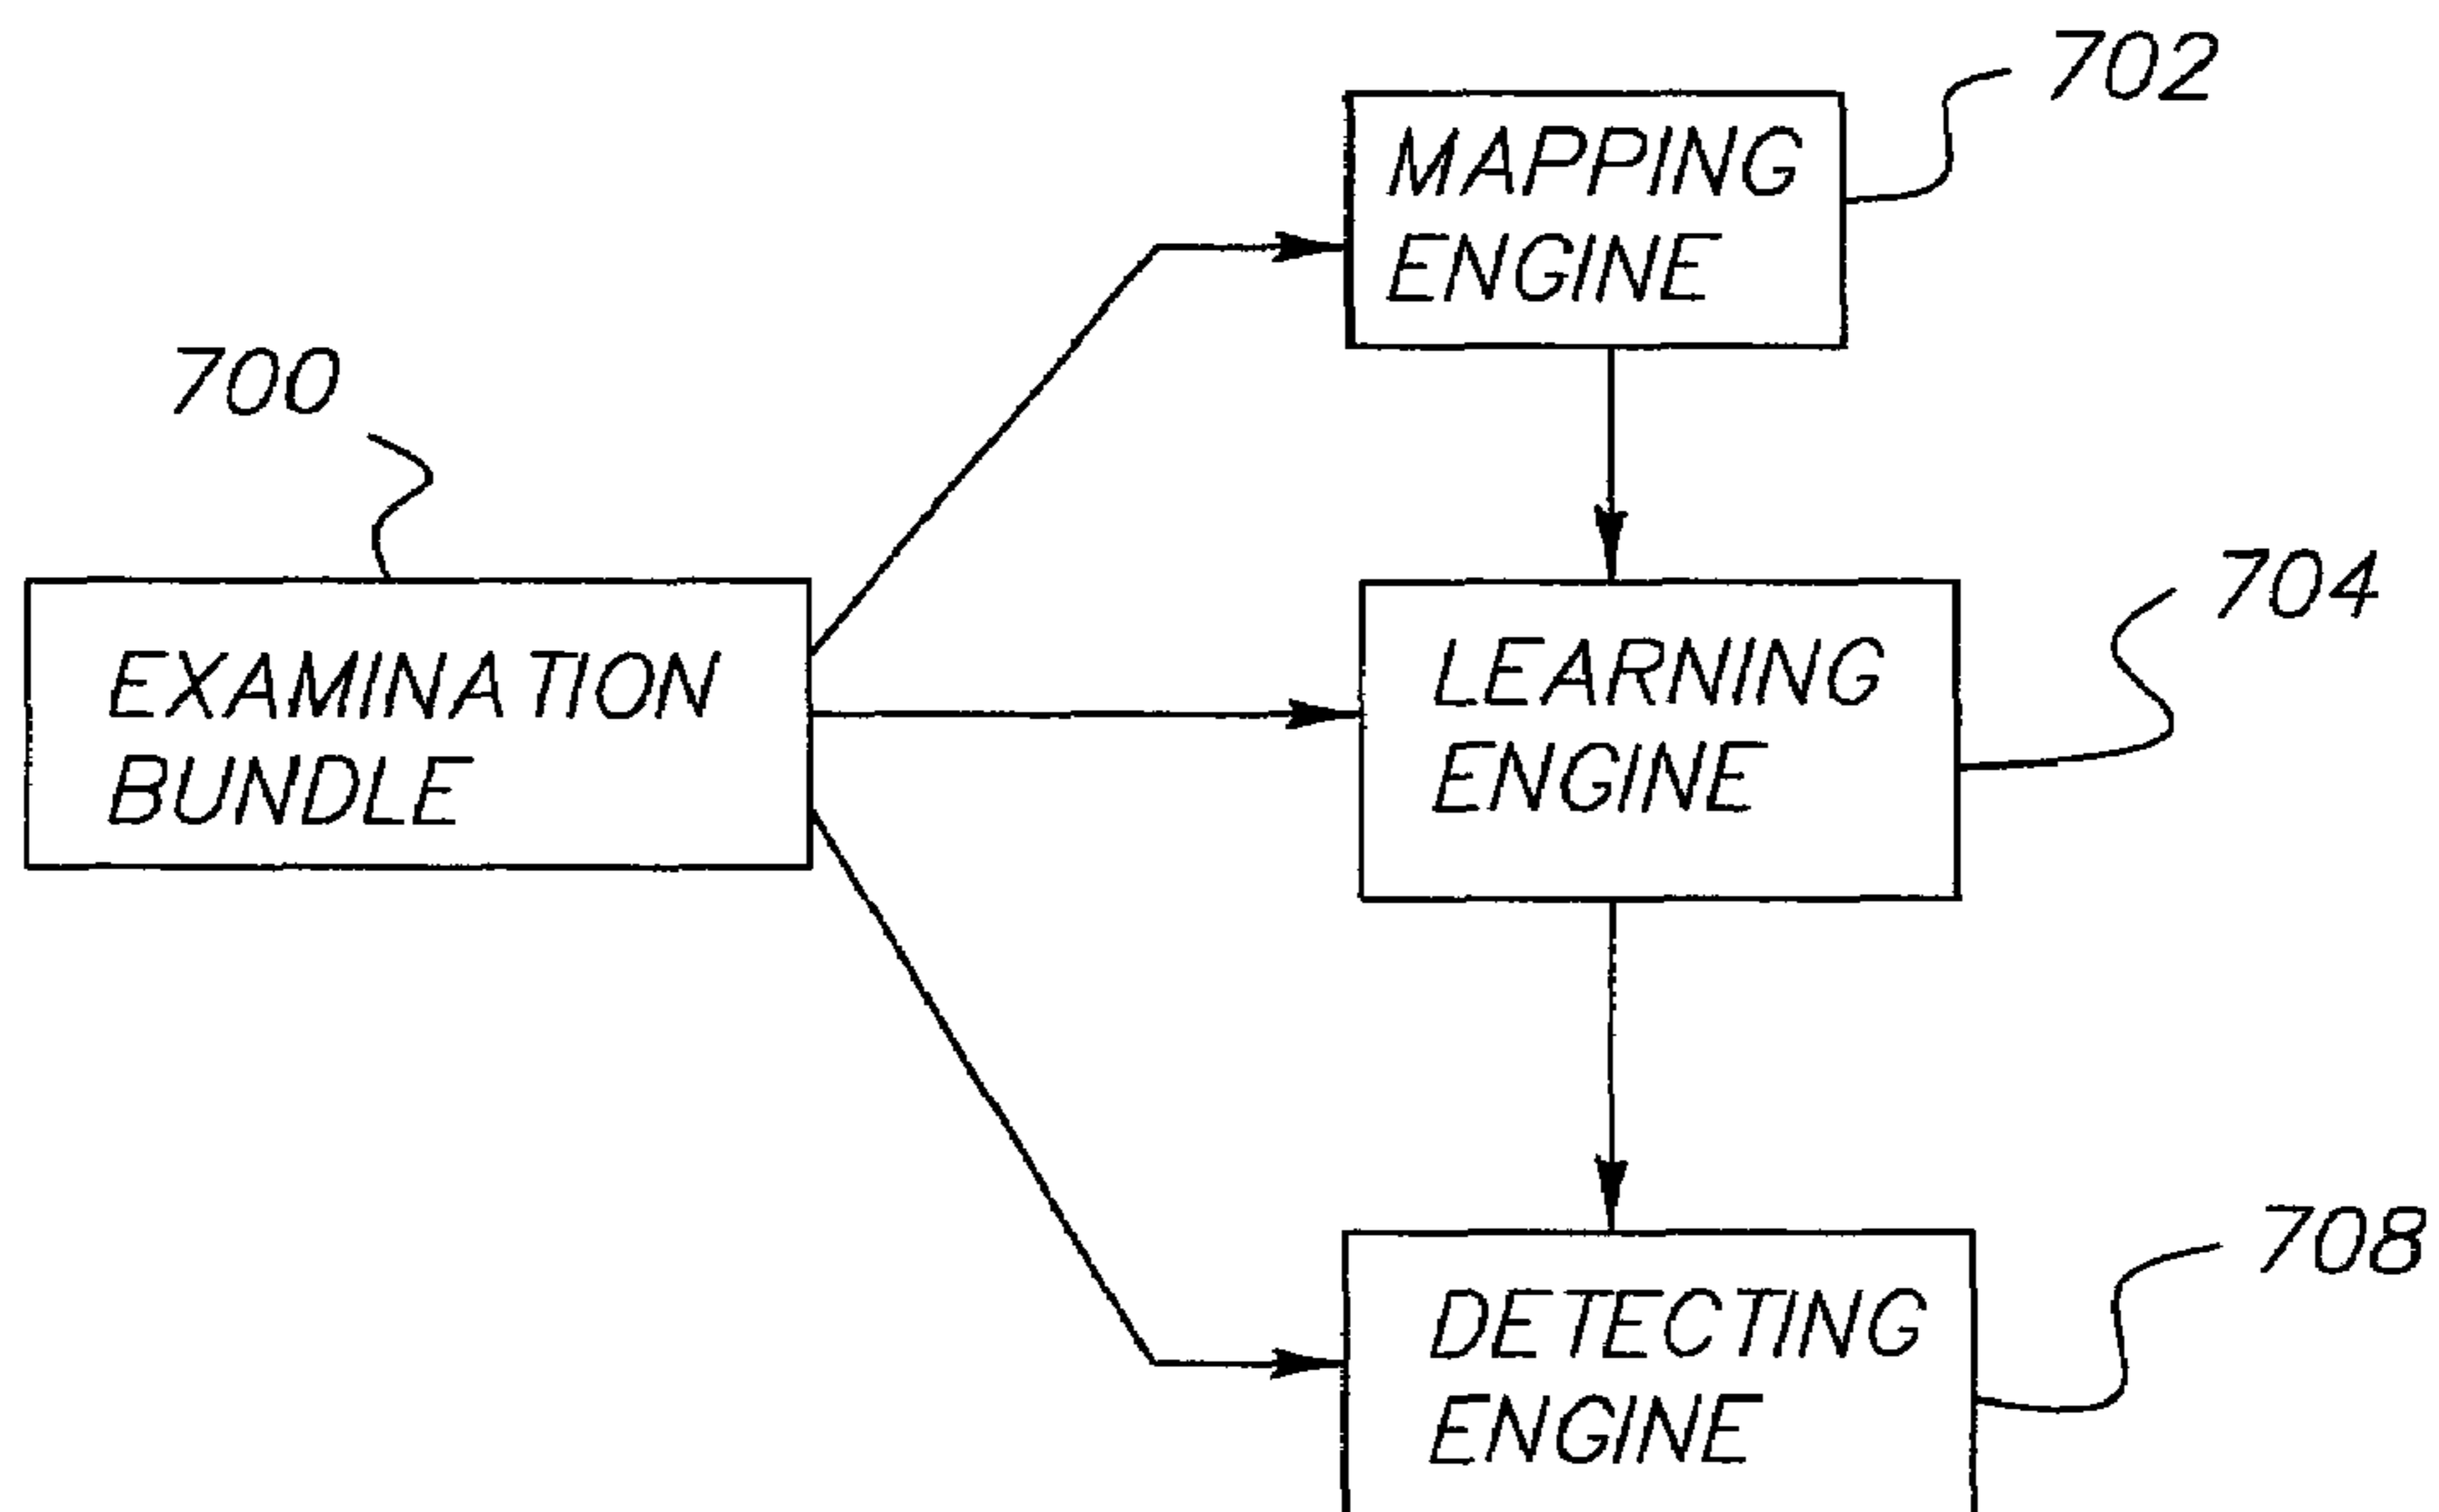 702
MAPPING
ENGINE
700
704
EXAMINATION
BUNDLE
LEARNING
ENGINE
708
DETECTING
ENGINE